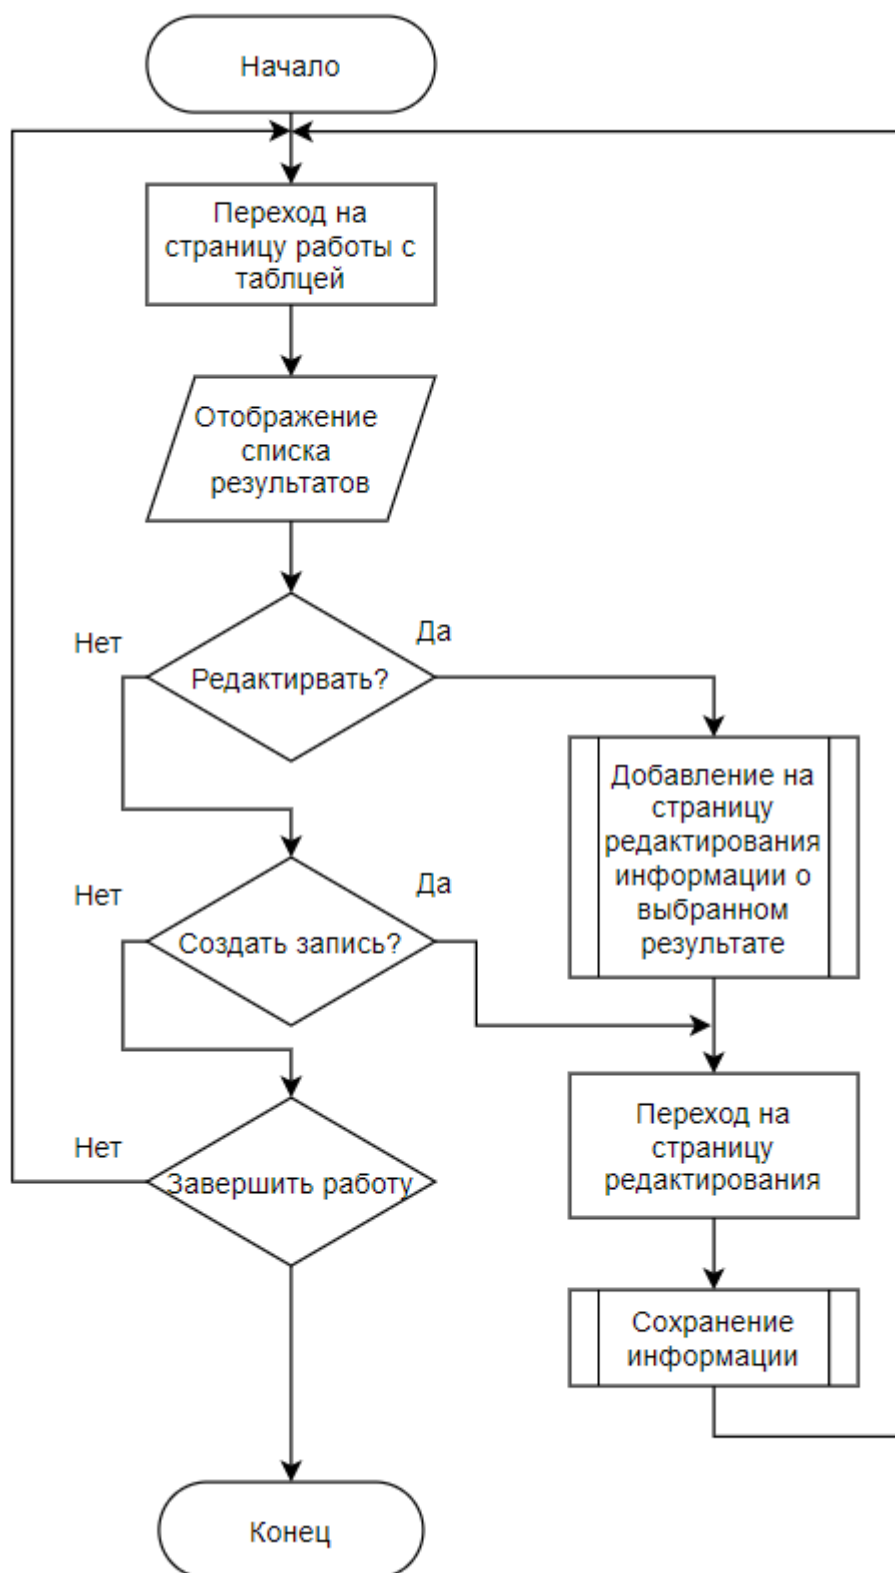 Начало
Переход на
страницу работы с
таблцей
Отображение
списка
результатов
Нет
Да
Редактирвать?
Добавление на
страницу
редактирования
информации о
выбранном
результате
Нет
Да
Создать запись?
Переход на
страницу
редактирования
Нет
Завершить работу
Сохранение
информации
Конец